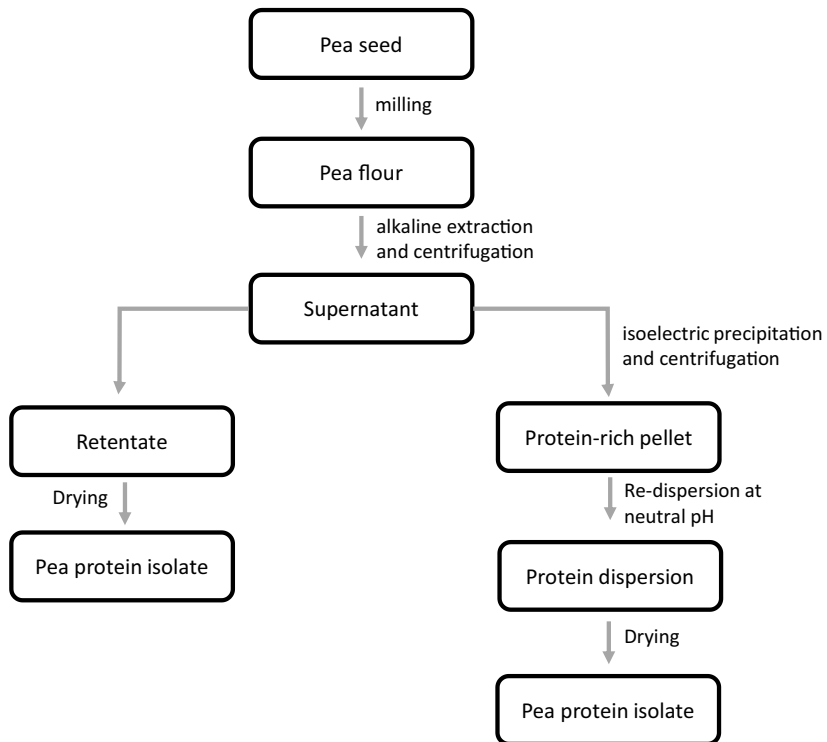 Pea seed
milling
Pea flour
alkaline extraction
and centrifugation
Supernatant
isoelectric precipitation
and centrifugation
Retentate
Drying
Pea protein isolate
Protein-rich pellet
Re-dispersion at
neutral pH
Protein dispersion
Drying
Pea protein isolate